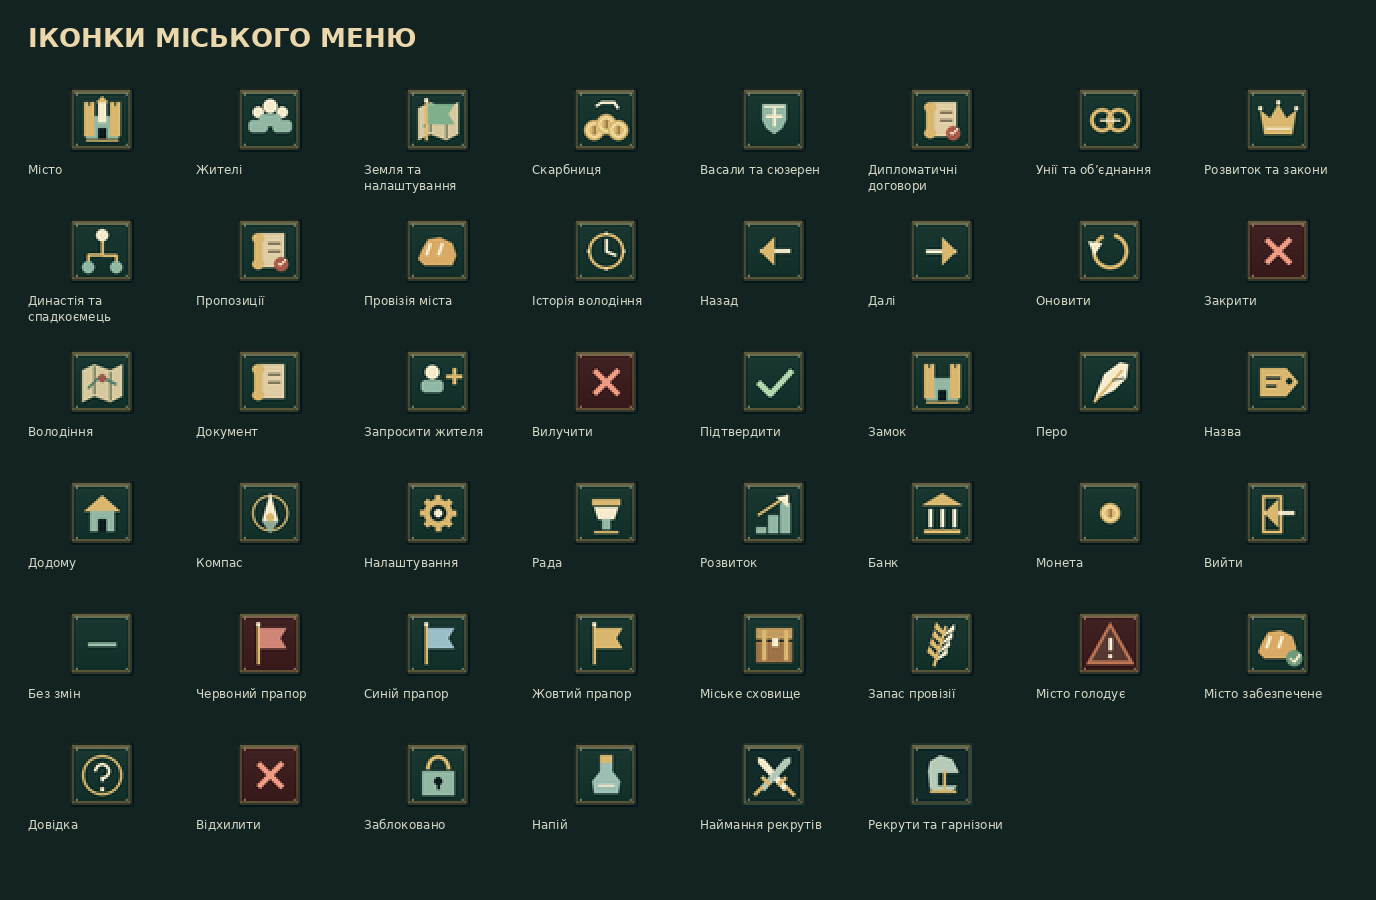 ІКОНКИ МІСЬКОГО МЕНЮ
Місто
Жителі
Земля та
налаштування
Скарбниця
Васали та сюзерен
Дипломатичні
договори
Унії та об’єднання
Розвиток та закони
Династія та
спадкоємець
Пропозиції
Провізія міста
Історія володіння
Назад
Далі
Оновити
Закрити
Володіння
Документ
Запросити жителя
Вилучити
Підтвердити
Замок
Перо
Назва
Додому
Компас
Налаштування
Рада
Розвиток
Банк
Монета
Вийти
Без змін
Червоний прапор
Синій прапор
Жовтий прапор
Міське сховище
Запас провізії
Місто голодує
Місто забезпечене
Довідка
Відхилити
Заблоковано
Напій
Наймання рекрутів
Рекрути та гарнізони